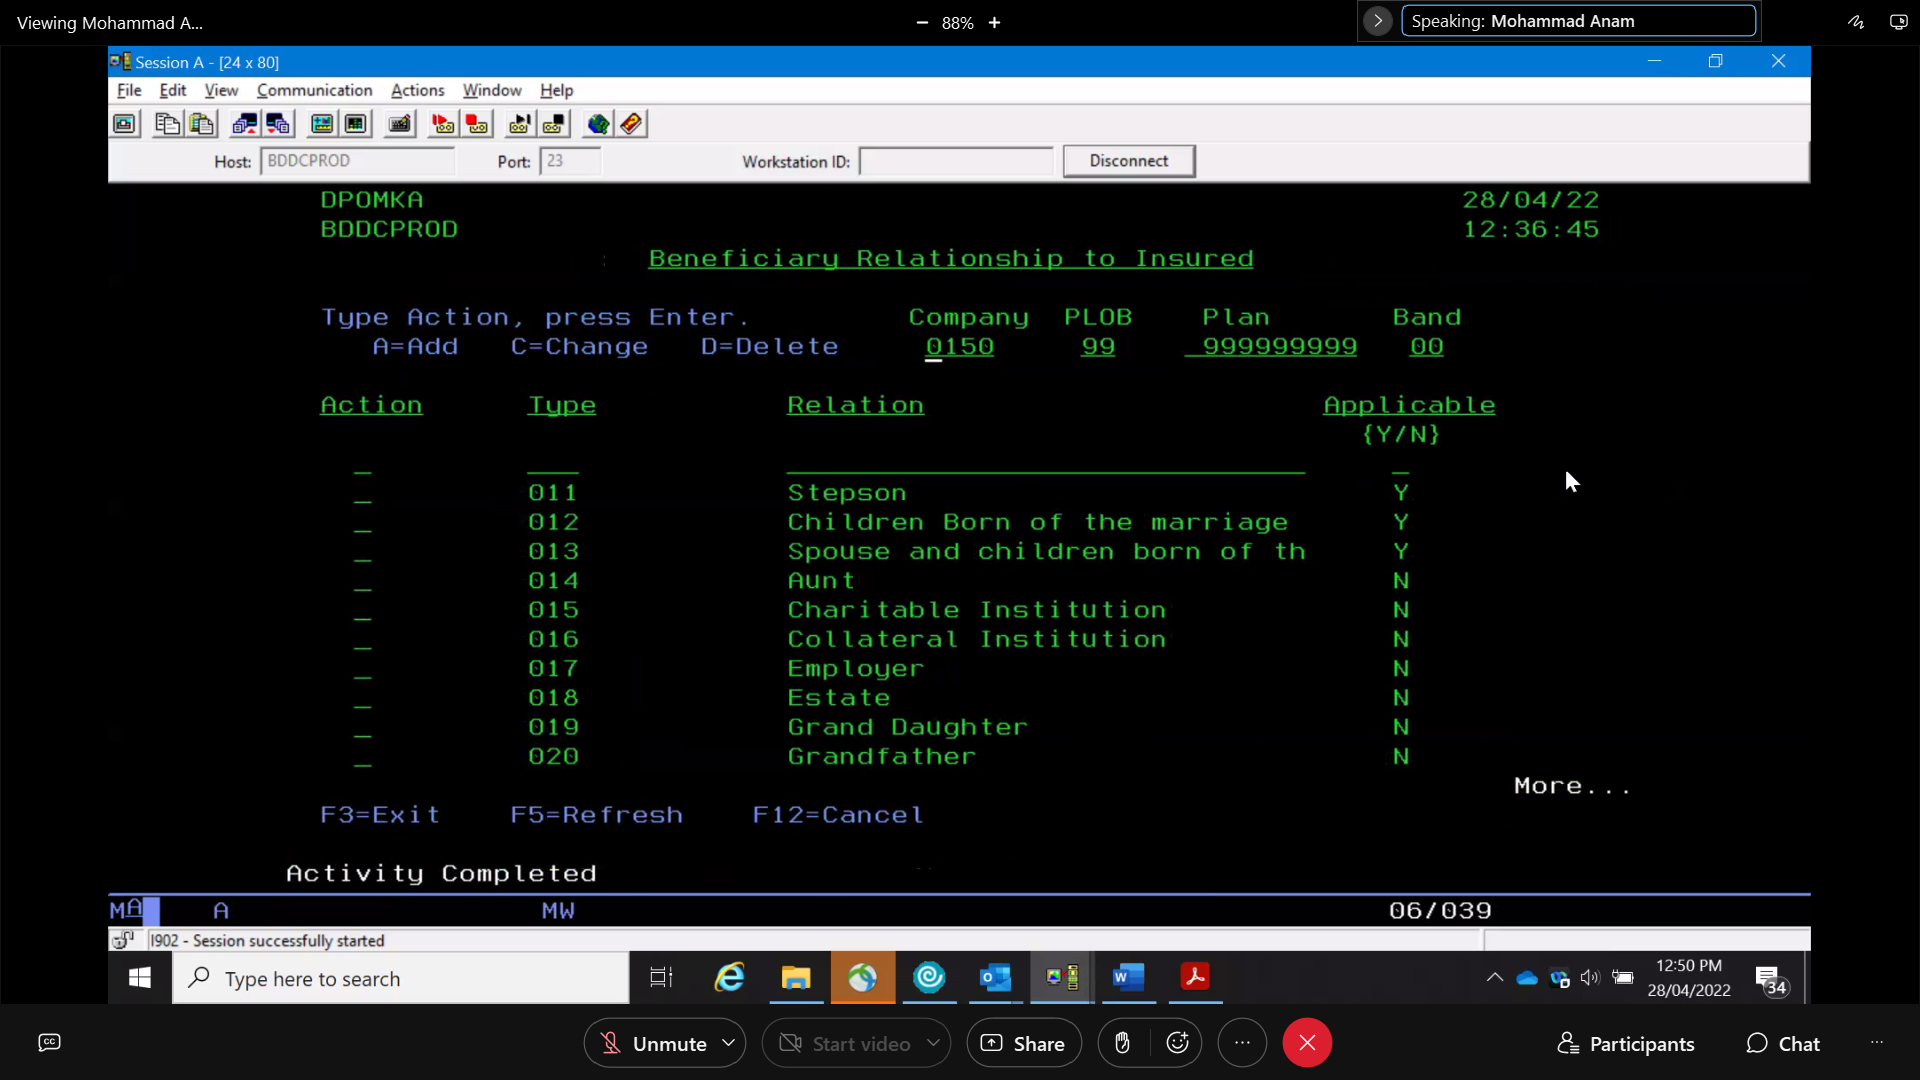 Viewing Mohammad A...
88%
Speaking: Mohammad Anam
Session A - [24 x 80]
File Edit View Communication Actions Window Help
Host: BDDCPROD Port: 23 Workstation ID: Disconnect
DPOMKA 28/04/22
BDDCPROD 12:36:45
Beneficiary Relationship to Insured
Type Action, press Enter. Company PLOB Plan Band
A=Add C=Change D=Delete 0150 99 999999999 00
Action Type Relation Applicable
{Y/N}
011 Stepson Y
012 Children Born of the marriage Y
013 Spouse and children born of th Y
014 Aunt N
015 Charitable Institution N
016 Collateral Institution N
017 Employer N
018 Estate N
019 Grand Daughter N
020 Grandfather N
More...
F3=Exit F5=Refresh F12=Cancel
Activity Completed
MA A MW 06/039
I902 - Session successfully started
Type here to search
12:50 PM
28/04/2022
34
Unmute Start video Share Participants Chat